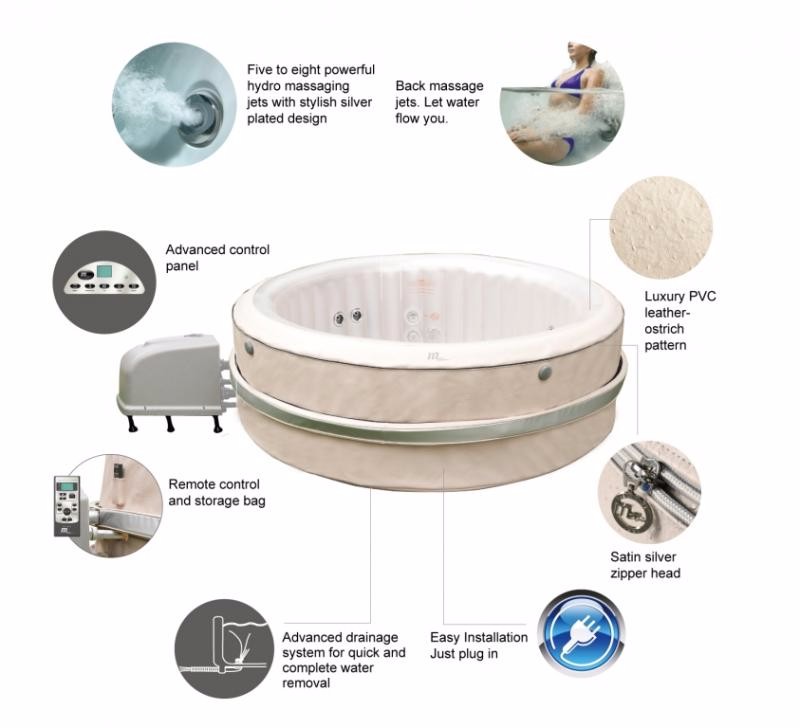 Five to eight powerful
hydro massaging
jets with stylish silver
plated design
Back massage
jets. Let water
flow you.
Advanced control
panel
Luxury PVC
leather-
ostrich
pattern
Remote control
and storage bag
Satin silver
zipper head
Advanced drainage
system for quick and
complete water
removal
Easy Installation
Just plug in